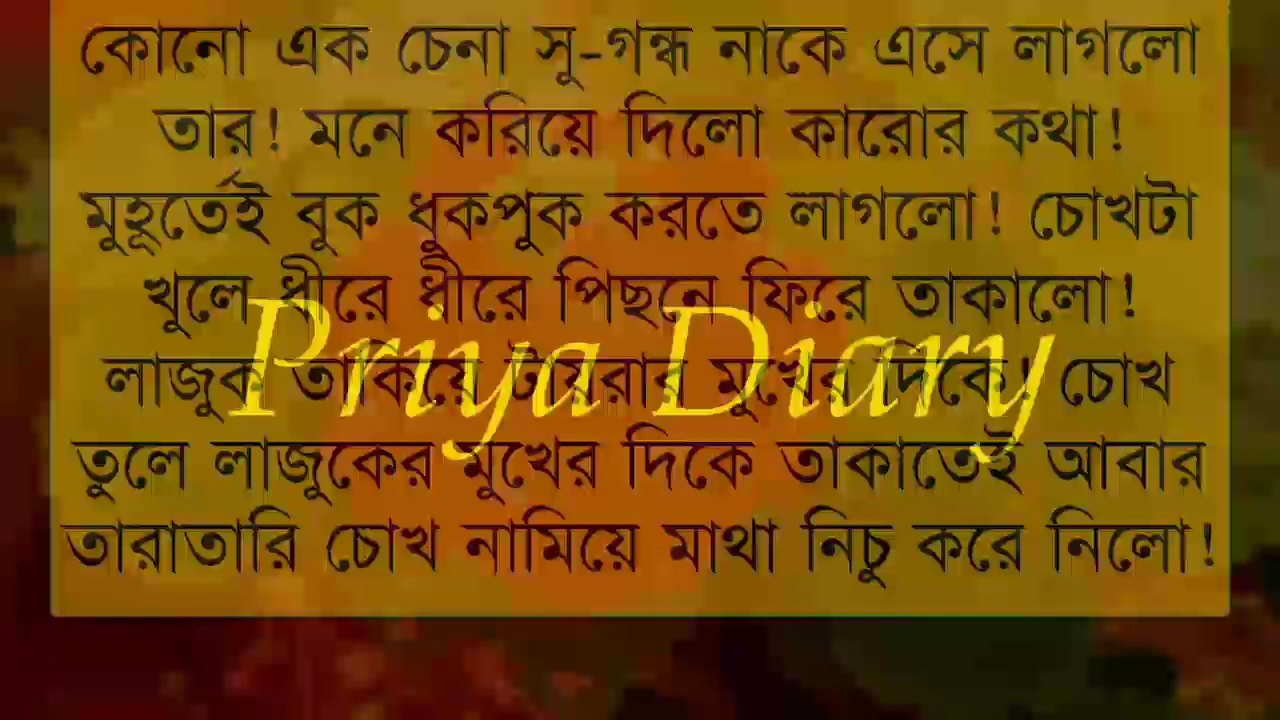 কোনো এক চেনা সু-গন্ধ নাকে এসে লাগলো
তার! মনে করিয়ে দিলো কারোর কথা!
মুহূর্তেই বুক ধুকপুক করতে লাগলো! চোখটা
খুলে ধীরে ধীরে পিছনে ফিরে তাকালো!
Priya Diary
লাজুক তাকিয়ে টায়রার মুখের দিকে! চোখ
তুলে লাজুকের মুখের দিকে তাকাতেই আবার
তারাতারি চোখ নামিয়ে মাথা নিচু করে নিলো!